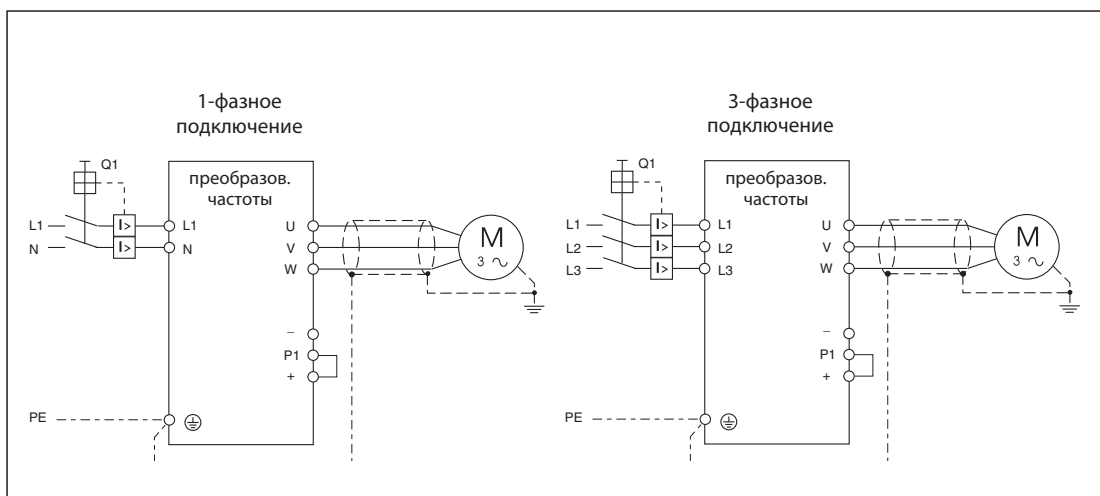 1-фазное
подключение
Q1
преобразов.
частоты
L1
I>
L1
U
N
I>
N
V
W
M
3 ~
–
P1
+
PE
3-фазное
подключение
Q1
преобразов.
частоты
L1
I>
L1
U
L2
I>
L2
V
L3
I>
L3
W
M
3 ~
–
P1
+
PE